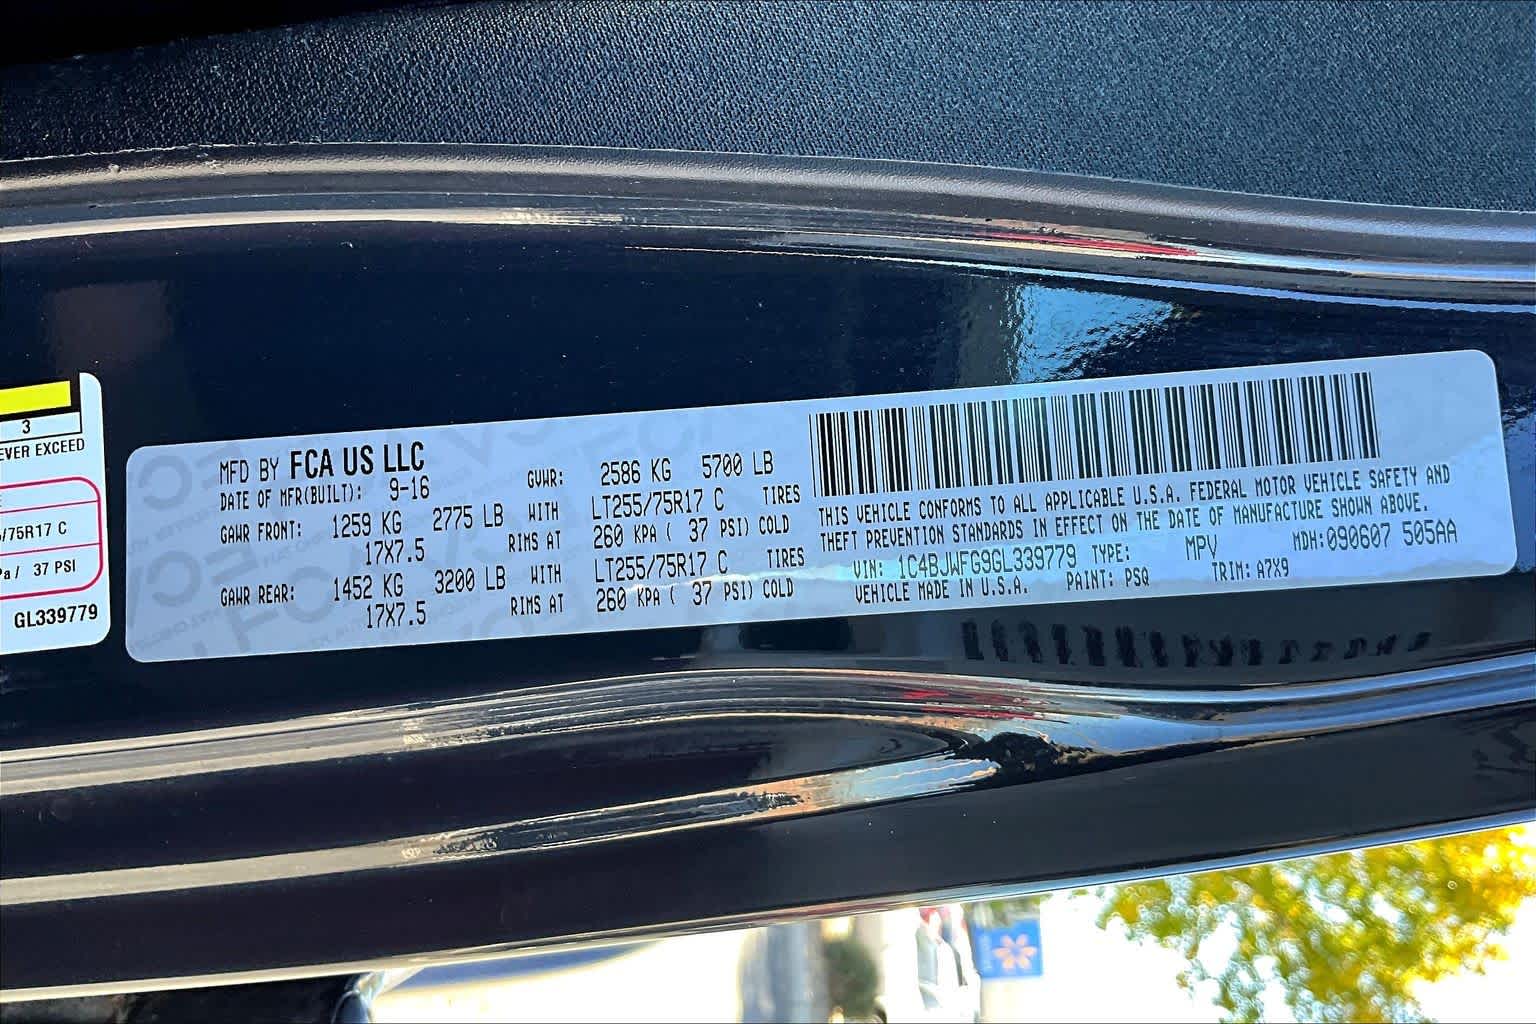 3
EVER EXCEED
/75R17 C
Pa / 37 PSI
GL339779
MFD BY FCA US LLC
DATE OF MFR(BUILT): 9-16
GVWR: 2586 KG 5700 LB
GAWR FRONT: 1259 KG 2775 LB WITH LT255/75R17 C TIRES
17X7.5 RIMS AT 260 KPA ( 37 PSI) COLD
GAWR REAR: 1452 KG 3200 LB WITH LT255/75R17 C TIRES
17X7.5 RIMS AT 260 KPA ( 37 PSI) COLD
THIS VEHICLE CONFORMS TO ALL APPLICABLE U.S.A. FEDERAL MOTOR VEHICLE SAFETY AND
THEFT PREVENTION STANDARDS IN EFFECT ON THE DATE OF MANUFACTURE SHOWN ABOVE.
VIN: 1C4BJWFG9GL339779 TYPE: MPV MDH:090607 505AA
VEHICLE MADE IN U.S.A. PAINT: PSQ TRIM: A7X9